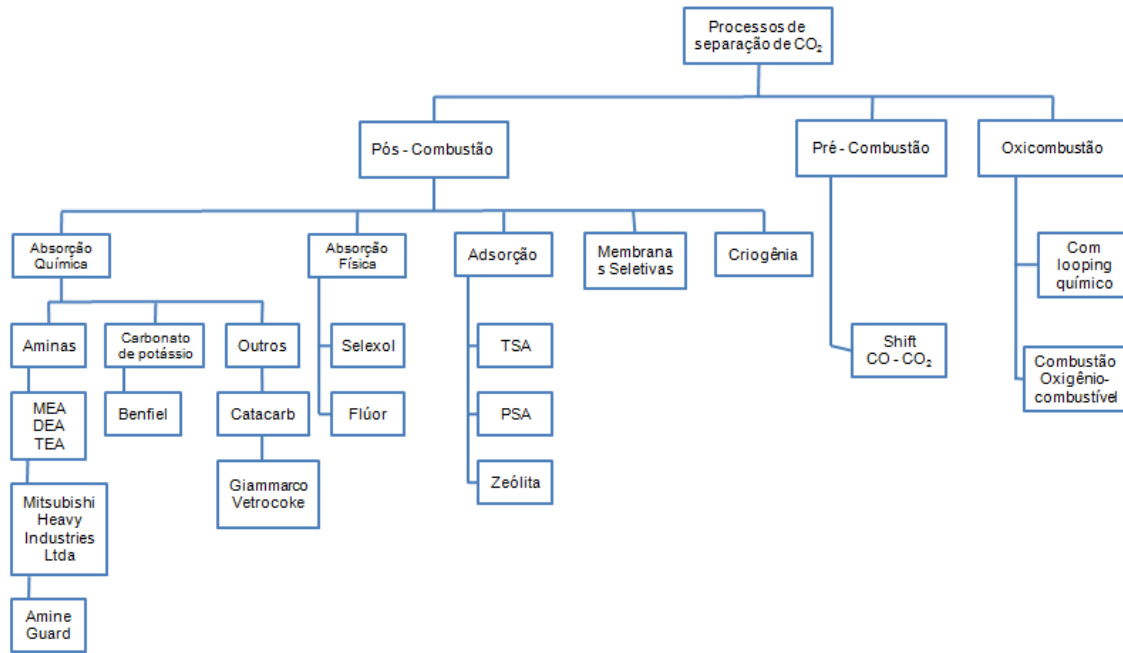 Processos de
separação de CO₂
Pós - Combustão
Pré - Combustão
Oxicombustão
Absorção
Química
Absorção
Física
Adsorção
Membrana
s Seletivas
Criogênia
Com
looping
químico
Aminas
Carbonato
de potássio
Outros
Selexol
TSA
Shift
CO - CO₂
Combustão
Oxigênio-
combustível
MEA
DEA
TEA
Benfiel
Catacarb
Flúor
PSA
Giammarco
Vetrocoke
Zeólita
Mitsubishi
Heavy
Industries
Ltda
Amine
Guard